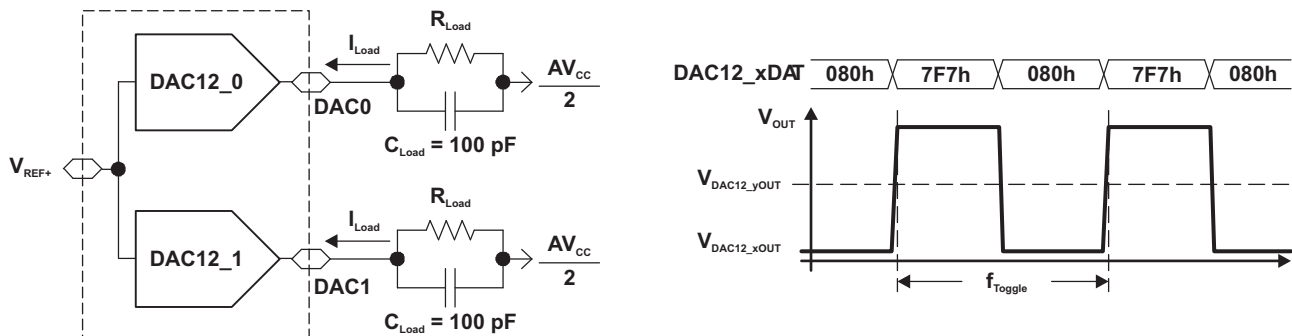 DAC12_0
DAC12_1
V_REF+
DAC0
DAC1
I_Load
R_Load
C_Load = 100 pF
AV_CC
2
I_Load
R_Load
C_Load = 100 pF
AV_CC
2
DAC12_xDAT
080h
7F7h
080h
7F7h
080h
V_OUT
V_DAC12_yOUT
V_DAC12_xOUT
f_Toggle